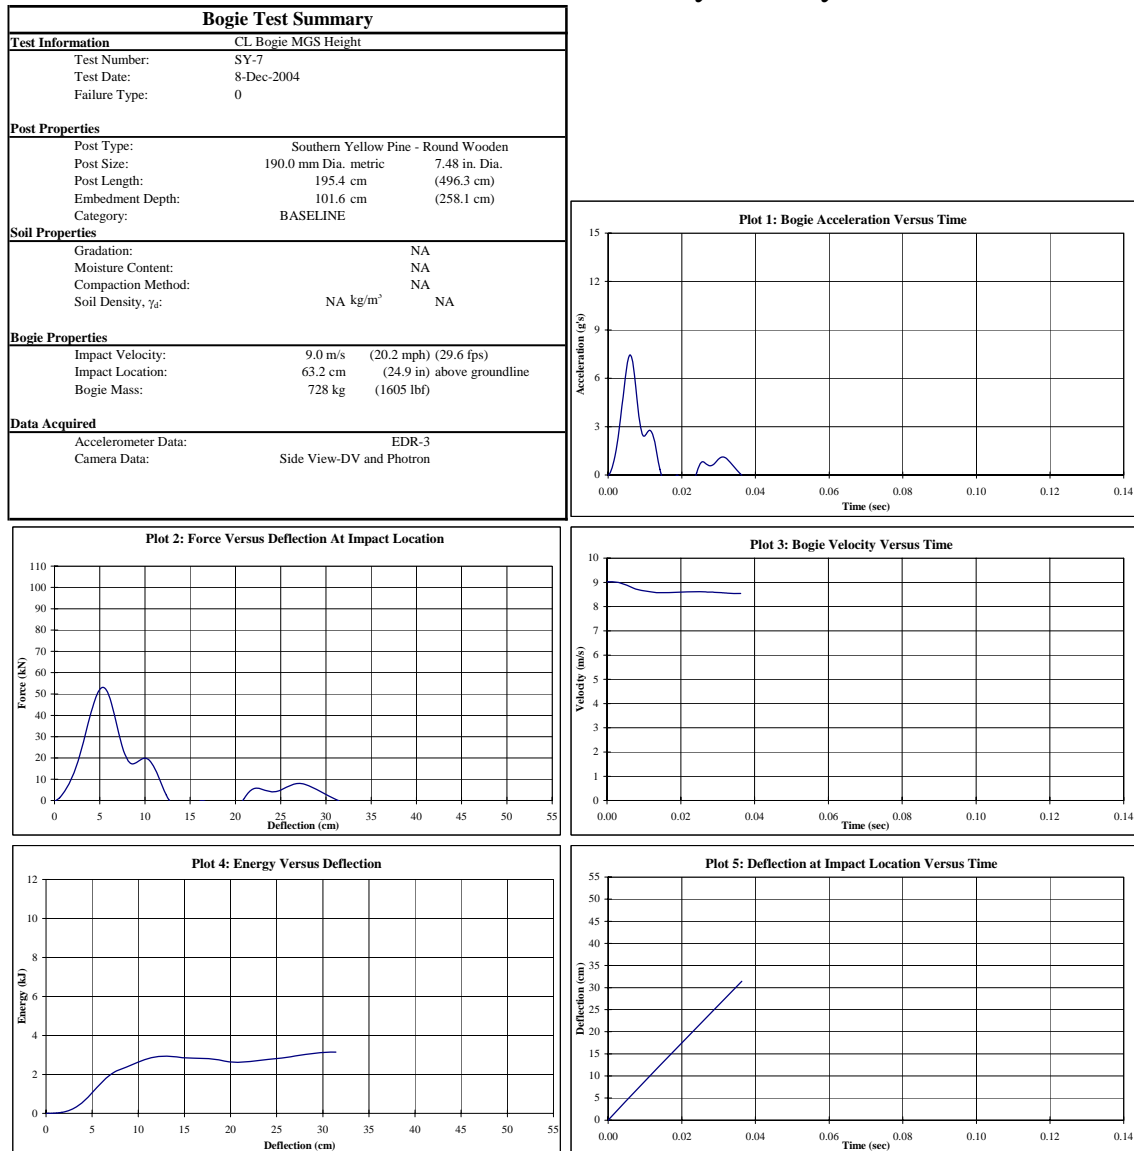 Bogie Test Summary
Test Information CL Bogie MGS Height
Test Number: SY-7
Test Date: 8-Dec-2004
Failure Type: 0
Post Properties
Post Type: Southern Yellow Pine - Round Wooden
Post Size: 190.0 mm Dia. metric 7.48 in. Dia.
Post Length: 195.4 cm (496.3 cm)
Embedment Depth: 101.6 cm (258.1 cm)
Category: BASELINE
Soil Properties
Gradation: NA
Moisture Content: NA
Compaction Method: NA
Soil Density, γd: NA kg/m³ NA
Bogie Properties
Impact Velocity: 9.0 m/s (20.2 mph) (29.6 fps)
Impact Location: 63.2 cm (24.9 in) above groundline
Bogie Mass: 728 kg (1605 lbf)
Data Acquired
Accelerometer Data: EDR-3
Camera Data: Side View-DV and Photron
Plot 1: Bogie Acceleration Versus Time
15
12
9
6
3
0
Acceleration (g's)
0.00 0.02 0.04 0.06 0.08 0.10 0.12 0.14
Time (sec)
Plot 2: Force Versus Deflection At Impact Location
110
100
90
80
70
60
50
40
30
20
10
0
Force (kN)
0 5 10 15 20 25 30 35 40 45 50 55
Deflection (cm)
Plot 3: Bogie Velocity Versus Time
10
9
8
7
6
5
4
3
2
1
0
Velocity (m/s)
0.00 0.02 0.04 0.06 0.08 0.10 0.12 0.14
Time (sec)
Plot 4: Energy Versus Deflection
12
10
8
6
4
2
0
Energy (kJ)
0 5 10 15 20 25 30 35 40 45 50 55
Deflection (cm)
Plot 5: Deflection at Impact Location Versus Time
55
50
45
40
35
30
25
20
15
10
5
0
Deflection (cm)
0.00 0.02 0.04 0.06 0.08 0.10 0.12 0.14
Time (sec)